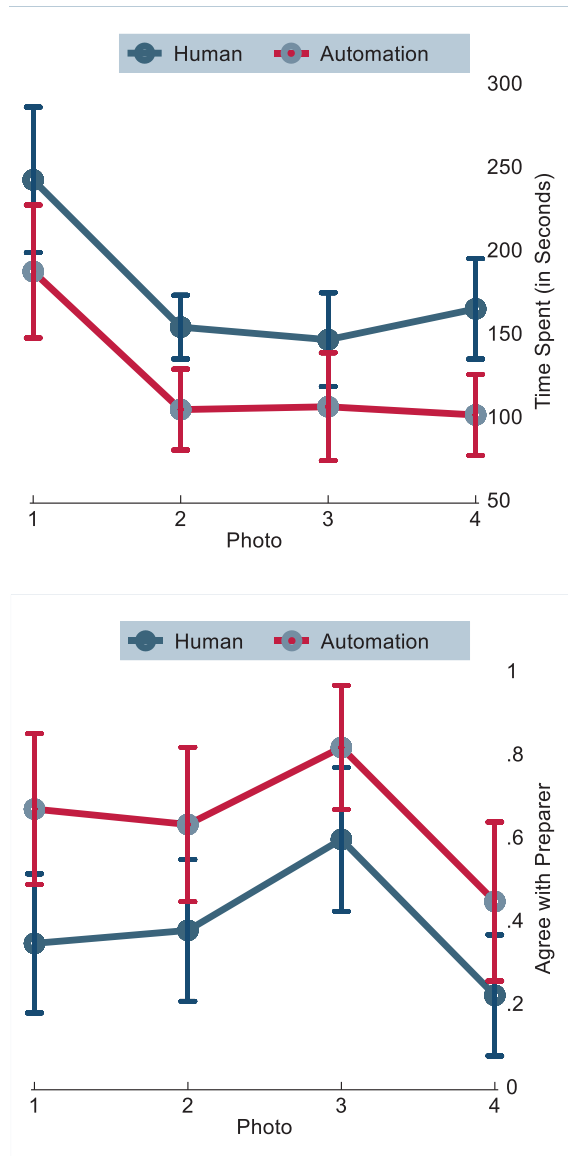 Human Automation
300
250
200
150
100
50
Time Spent (in Seconds)
1 2 3 4
Photo
Human Automation
1
.8
.6
.4
.2
0
Agree with Preparer
1 2 3 4
Photo